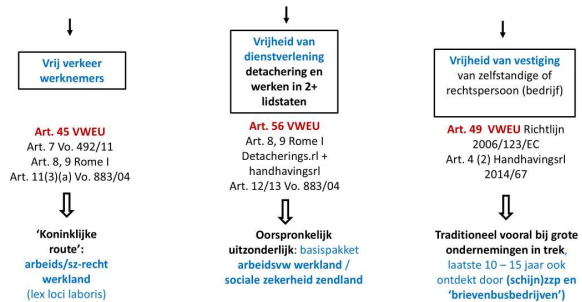 Vrij verkeer
werknemers
Art. 45 VWEU
Art. 7 Vo. 492/11
Art. 8, 9 Rome I
Art. 11(3)(a) Vo. 883/04
‘Koninklijke
route’:
arbeids/sz-recht
werkland
(lex loci laboris)
Vrijheid van
dienstverlening
detachering en
werken in 2+
lidstaten
Art. 56 VWEU
Art. 8, 9 Rome I
Detacherings.rl +
handhavingsrl
Art. 12/13 Vo. 883/04
Oorspronkelijk
uitzonderlijk: basispakket
arbeidsvw werkland /
sociale zekerheid zendland
Vrijheid van vestiging
van zelfstandige of
rechtspersoon (bedrijf)
Art. 49 VWEU Richtlijn
2006/123/EC
Art. 4 (2) Handhavingsrl
2014/67
Traditioneel vooral bij grote
ondernemingen in trek,
laatste 10 – 15 jaar ook
ontdekt door (schijn)zzp en
‘brievenbusbedrijven’)